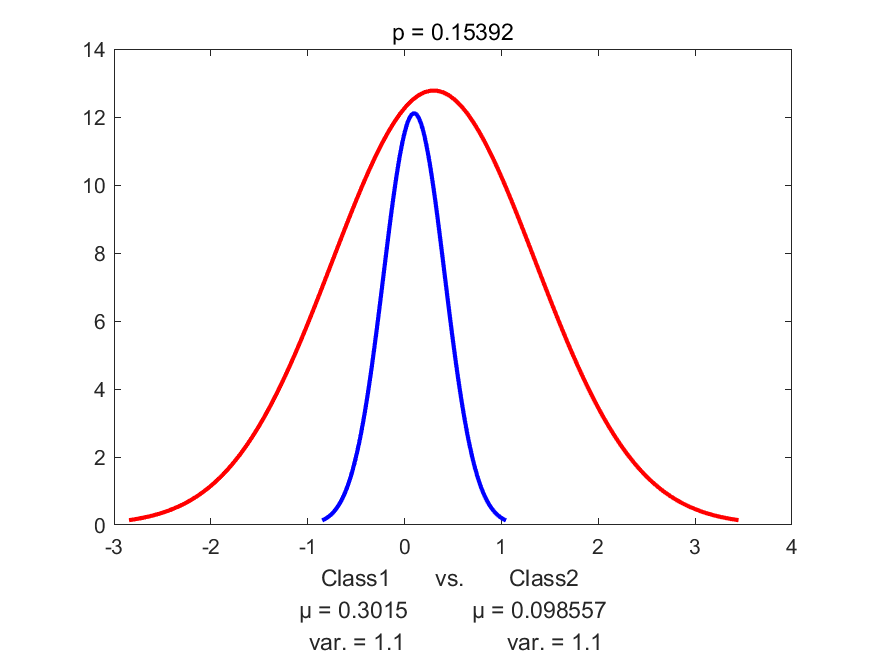 p = 0.15392
14
12
10
8
6
4
2
0
-3 -2 -1 0 1 2 3 4
Class1 vs. Class2
μ = 0.3015 μ = 0.098557
var. = 1.1 var. = 1.1